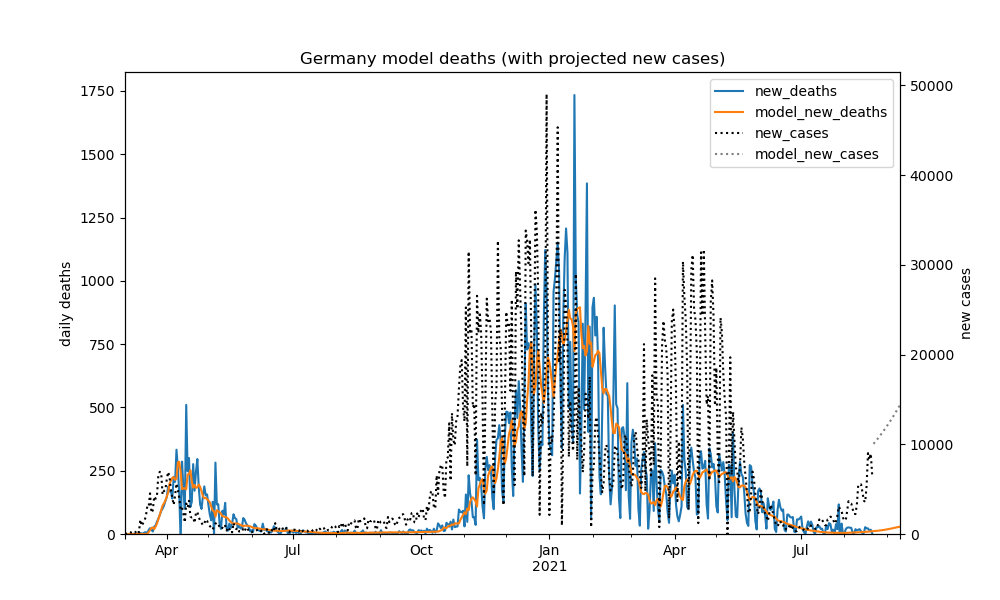 Germany model deaths (with projected new cases)
new_deaths
model_new_deaths
new_cases
model_new_cases
daily deaths
1750
1500
1250
1000
750
500
250
0
50000
40000
30000
20000
10000
0
new cases
Apr
Jul
Oct
Jan
2021
Apr
Jul